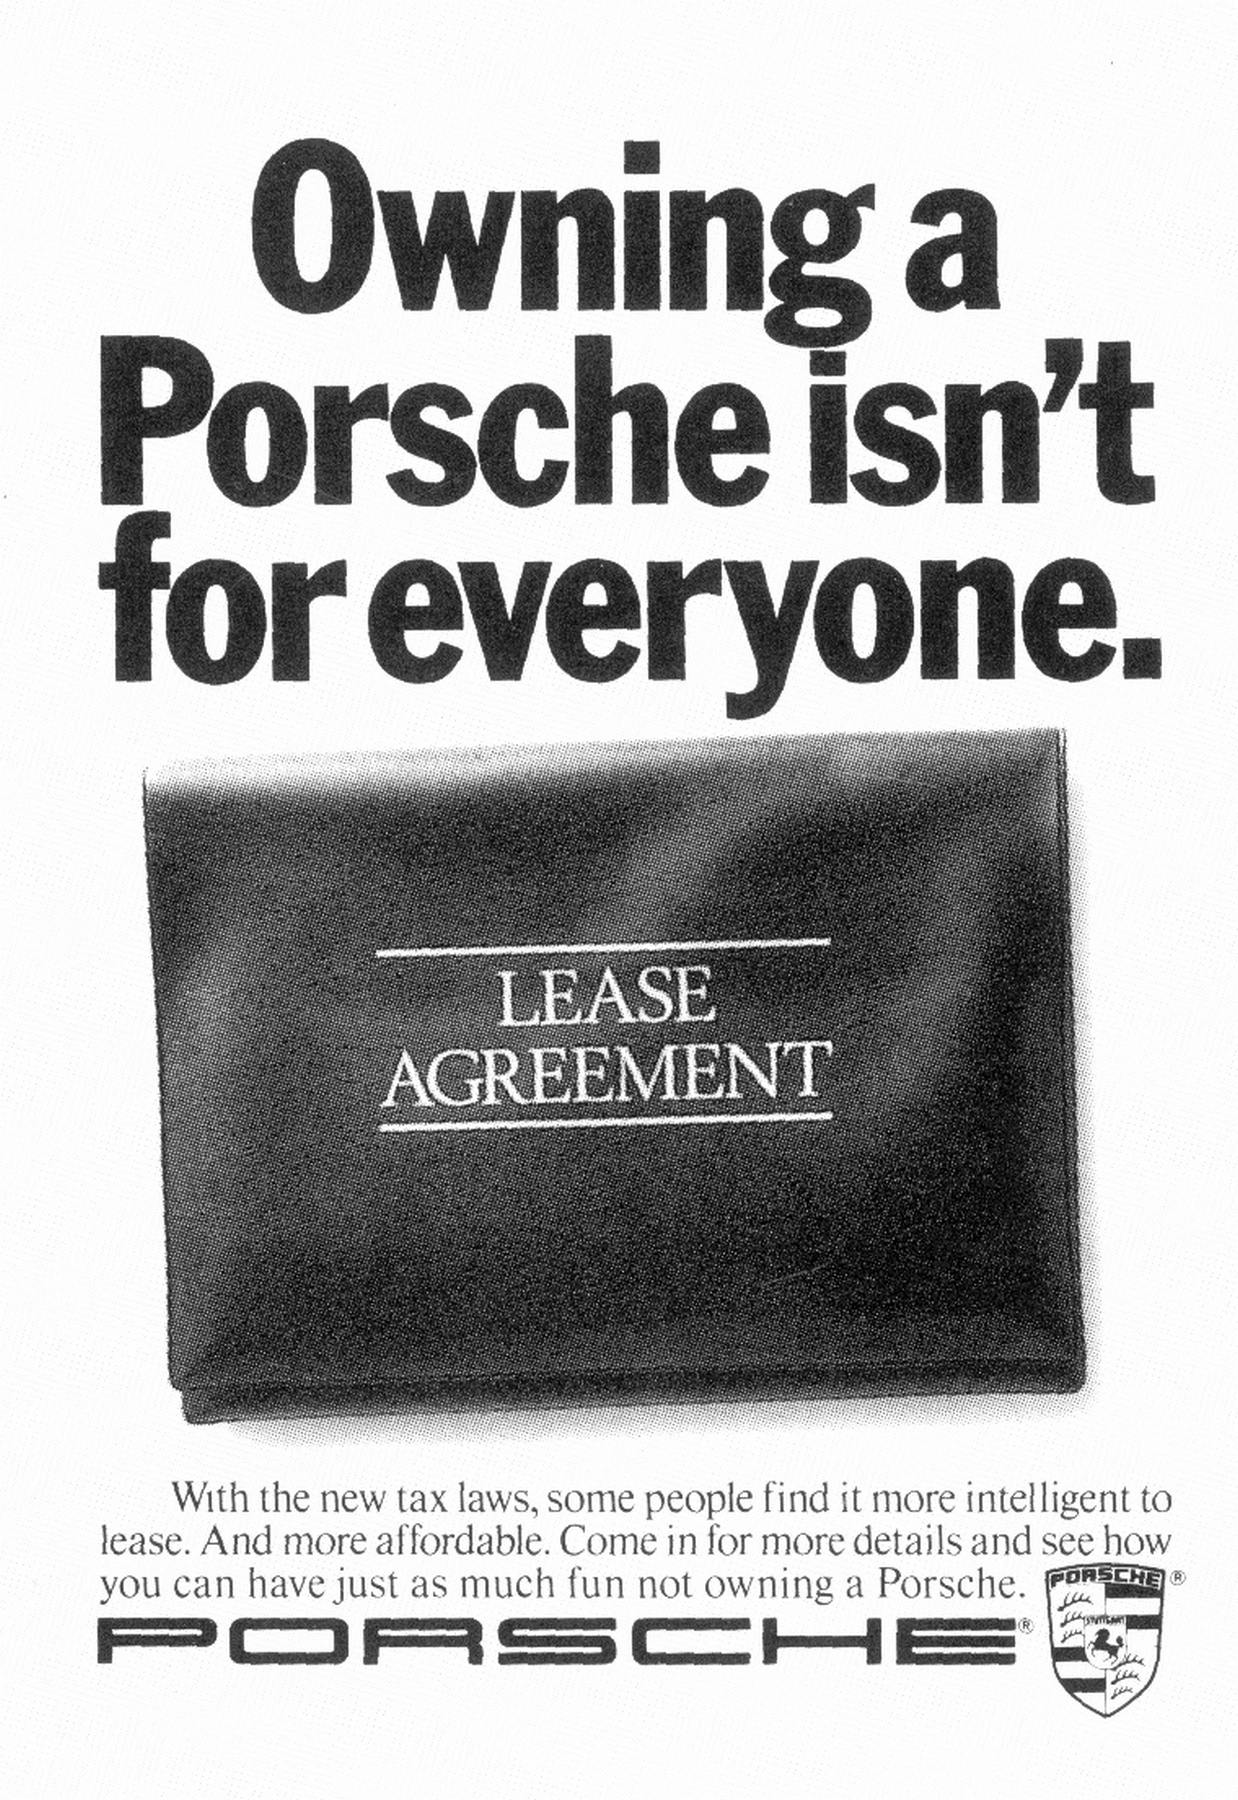 Owning a
Porsche isn't
for everyone.
LEASE
AGREEMENT
With the new tax laws, some people find it more intelligent to
lease. And more affordable. Come in for more details and see how
you can have just as much fun not owning a Porsche.
PORSCHE®
PORSCHE ®
STUTTGART